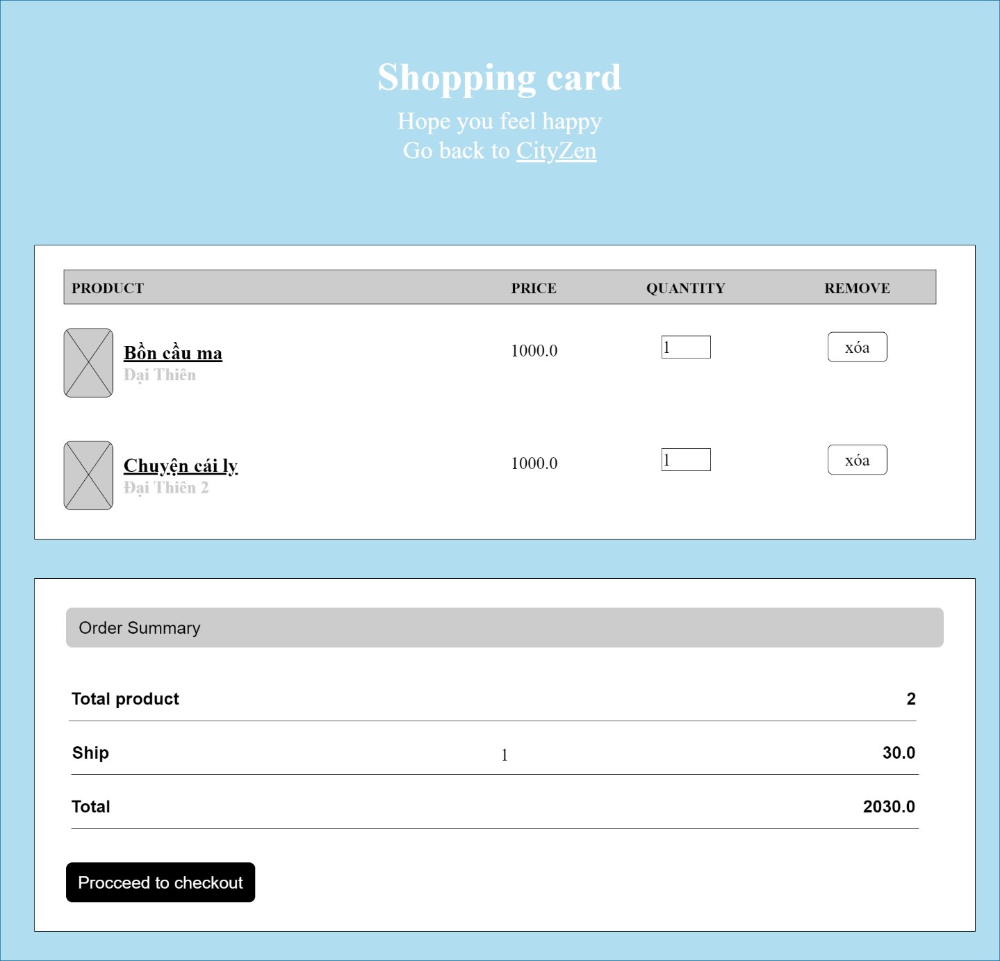 Shopping card
Hope you feel happy
Go back to CityZen
PRODUCT PRICE QUANTITY REMOVE
Bồn cầu ma 1000.0 1 xóa
Đại Thiên
Chuyện cái ly 1000.0 1 xóa
Đại Thiên 2
Order Summary
Total product 2
Ship 1 30.0
Total 2030.0
Procceed to checkout